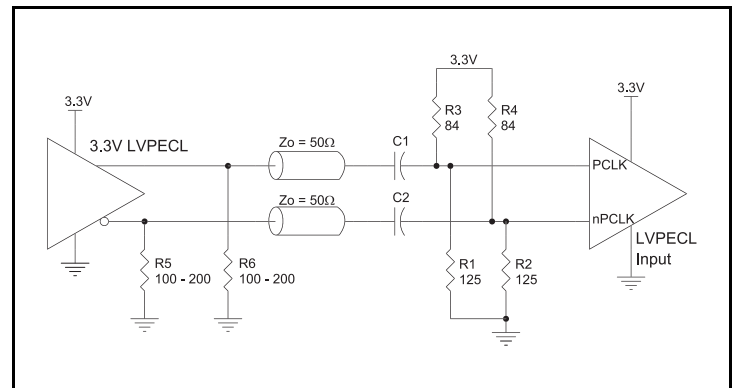 3.3V
3.3V
R3
84
R4
84
3.3V
3.3V LVPECL
Zo = 50Ω
C1
PCLK
Zo = 50Ω
C2
nPCLK
LVPECL
Input
R5
100 - 200
R6
100 - 200
R1
125
R2
125